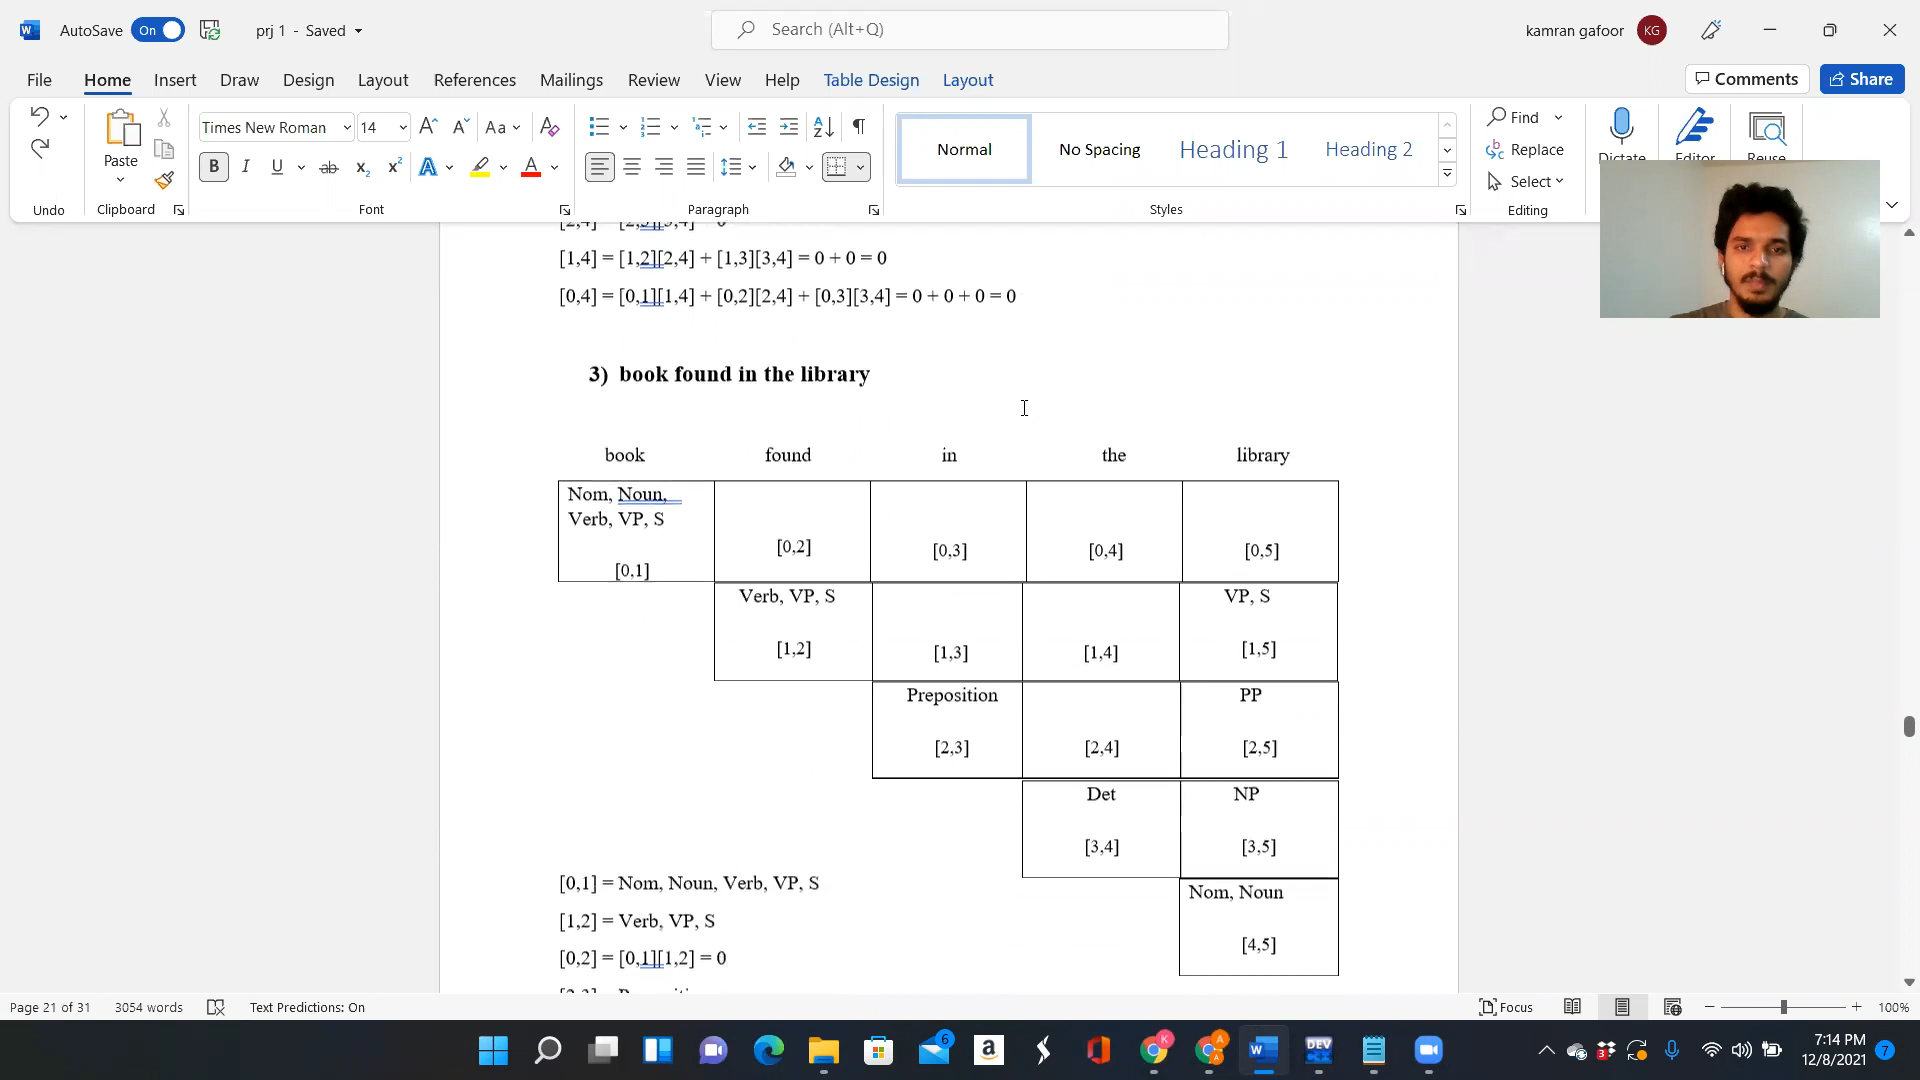 AutoSave On prj 1 - Saved Search (Alt+Q) kamran gafoor KG
File Home Insert Draw Design Layout References Mailings Review View Help Table Design Layout Comments Share
Times New Roman 14 Aa Find
Paste Normal No Spacing Heading 1 Heading 2 Replace
B I U ab x₂ x² A A Select
Dictate Editor Reuse
Undo Clipboard Font Paragraph Styles Editing
[1,4] = [1,2][2,4] + [1,3][3,4] = 0 + 0 = 0
[0,4] = [0,1][1,4] + [0,2][2,4] + [0,3][3,4] = 0 + 0 + 0 = 0
3) book found in the library
book found in the library
Nom, Noun,
Verb, VP, S
[0,1] [0,2] [0,3] [0,4] [0,5]
Verb, VP, S VP, S
[1,2] [1,3] [1,4] [1,5]
Preposition PP
[2,3] [2,4] [2,5]
Det NP
[3,4] [3,5]
Nom, Noun
[4,5]
[0,1] = Nom, Noun, Verb, VP, S
[1,2] = Verb, VP, S
[0,2] = [0,1][1,2] = 0
Page 21 of 31 3054 words Text Predictions: On Focus 100%
7:14 PM
12/8/2021 7